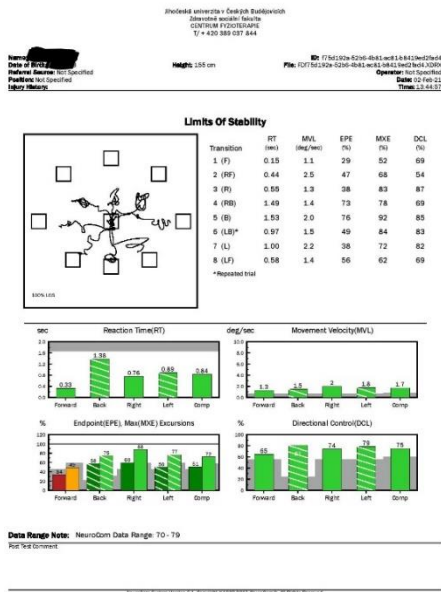 Jihočeská univerzita v Českých Budějovicích
Zdravotně sociální fakulta
CENTRUM FYZIOTERAPIE
T/ + 420 389 037 844
Date of
Referral Source: Not Specified
Position: Not Specified
Injury History:
Height: 155 cm
Operator: Not Specified
Date: 02-Feb-21
Time: 13:44:57
Limits Of Stability
Transition RT (sec) MVL (deg/sec) EPE (%) MXE (%) DCL (%)
1 (F) 0.15 1.1 29 52 69
2 (RF) 0.44 2.5 47 68 54
3 (R) 0.55 1.3 38 83 87
4 (RB) 1.49 1.4 73 78 69
5 (B) 1.53 2.0 76 92 85
6 (LB)* 0.97 1.5 49 84 83
7 (L) 1.00 2.2 38 72 82
8 (LF) 0.58 1.4 56 62 69
*Repeated trial
100% LOS
sec Reaction Time(RT)
0.33 1.38 0.76 0.89 0.84
Forward Back Right Left Comp
deg/sec Movement Velocity(MVL)
1.3 1.5 2 1.8 1.7
Forward Back Right Left Comp
% Endpoint(EPE), Max(MXE) Excursions
Forward Back Right Left Comp
% Directional Control(DCL)
65 74 79 75
Forward Back Right Left Comp
Data Range Note: NeuroCom Data Range: 70 - 79
Post Test Comment: